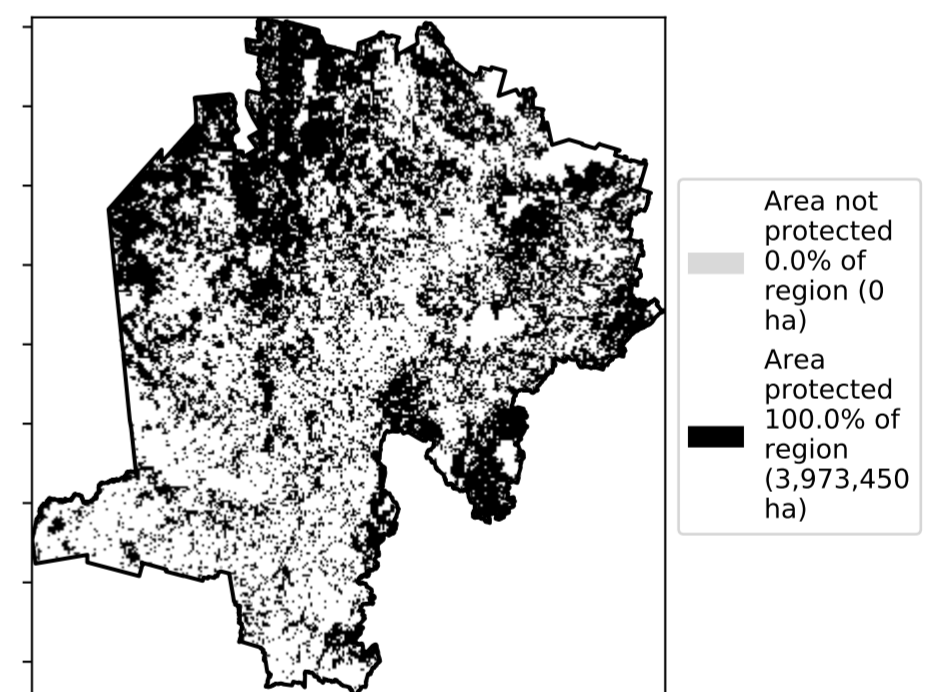 Area not
protected
0.0% of
region (0
ha)
Area
protected
100.0% of
region
(3,973,450
ha)